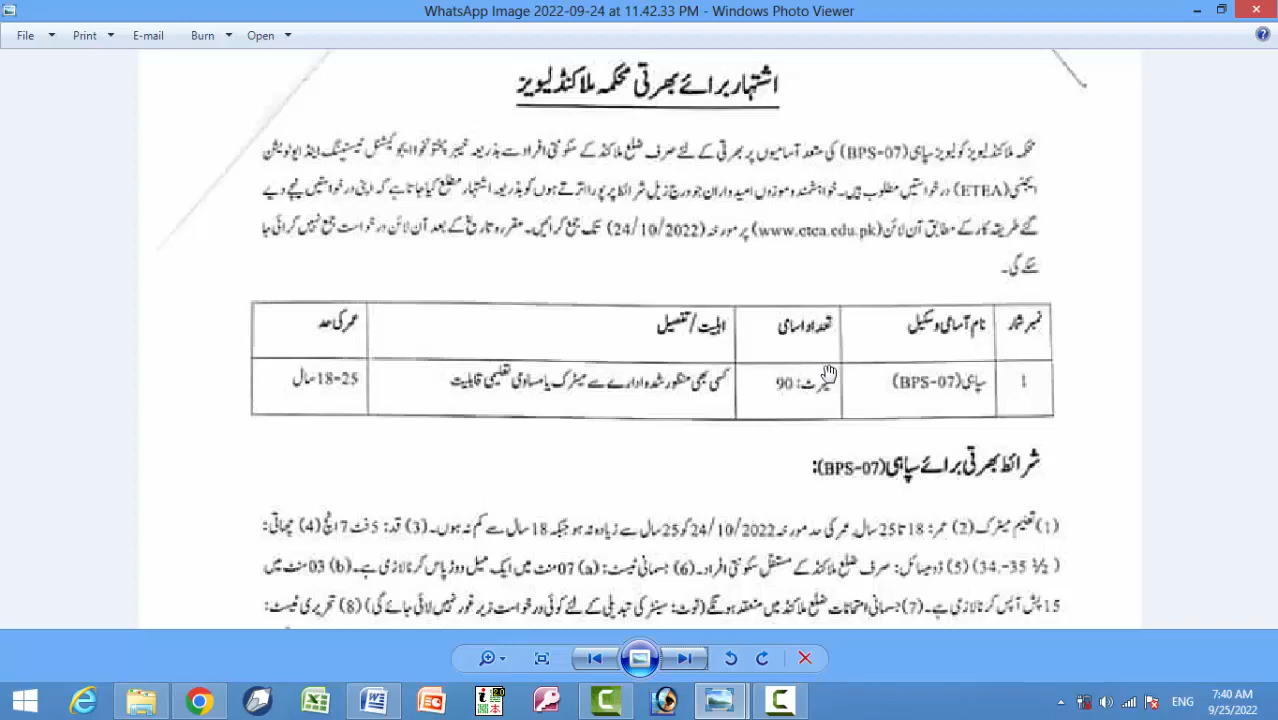 WhatsApp Image 2022-09-24 at 11.42.33 PM - Windows Photo Viewer
File Print E-mail Burn Open
اشتہار برائے بھرتی محکمہ ملاکنڈ لیویز
محکمہ ملاکنڈ لیویز کو لیویز سپاہی (BPS-07) کی متعدد آسامیوں پر بھرتی کے لئے صرف ضلع ملاکنڈ کے سکونتی افراد سے بذریعہ خیبر پختونخوا ایجوکیشنل ٹیسٹینگ اینڈ ایولویشن
ایجنسی (ETEA) درخواستیں مطلوب ہیں۔ خواہشمند و موزوں امیدواران جو درج زیل شرائط پر پورا اترتے ہوں کو بذریعہ اشتہار مطلع کیا جاتا ہے کہ اپنی درخواستیں نیچے دیے
گئے طریقہ کار کے مطابق آن لائن (www.etea.edu.pk) پر مورخہ (24/10/2022) تک جمع کرائیں۔ مقررہ تاریخ کے بعد آن لائن درخواست جمع نہیں کرائی جا
سکے گی۔
نمبر شمار نام آسامی و سکیل تعداد اسامی اہلیت/تفصیل عمر کی حد
1 سپاہی (BPS-07) میرٹ: 90 کسی بھی منظور شدہ ادارے سے میٹرک یا مساوی تعلیمی قابلیت 18-25 سال
شرائط بھرتی برائے سپاہی (BPS-07):
(1) تعلیم میٹرک (2) عمر: 18 تا 25 سال، عمر کی حد مورخہ 24/10/2022 کو 25 سال سے زیادہ نہ ہو جبکہ 18 سال سے کم نہ ہوں۔ (3) قد: 5 فٹ 7 انچ (4) چھاتی:
34.-35 ½) (5) ڈومیسائل: صرف ضلع ملاکنڈ کے مستقل سکونتی افراد۔ (6) جسمانی ٹیسٹ: (a) 07 منٹ میں ایک میل دوڑ پاس کرنا لازمی ہے۔ (b) 03 منٹ میں
15 پش آپس کرنا لازمی ہے۔ (7) جسمانی امتحانات ضلع ملاکنڈ میں منعقد ہونگے (نوٹ: سینٹر کی تبدیلی کے لئے کوئی درخواست زیر غور نہیں لائی جائے گی) (8) تحریری ٹیسٹ:
ENG
7:40 AM
9/25/2022